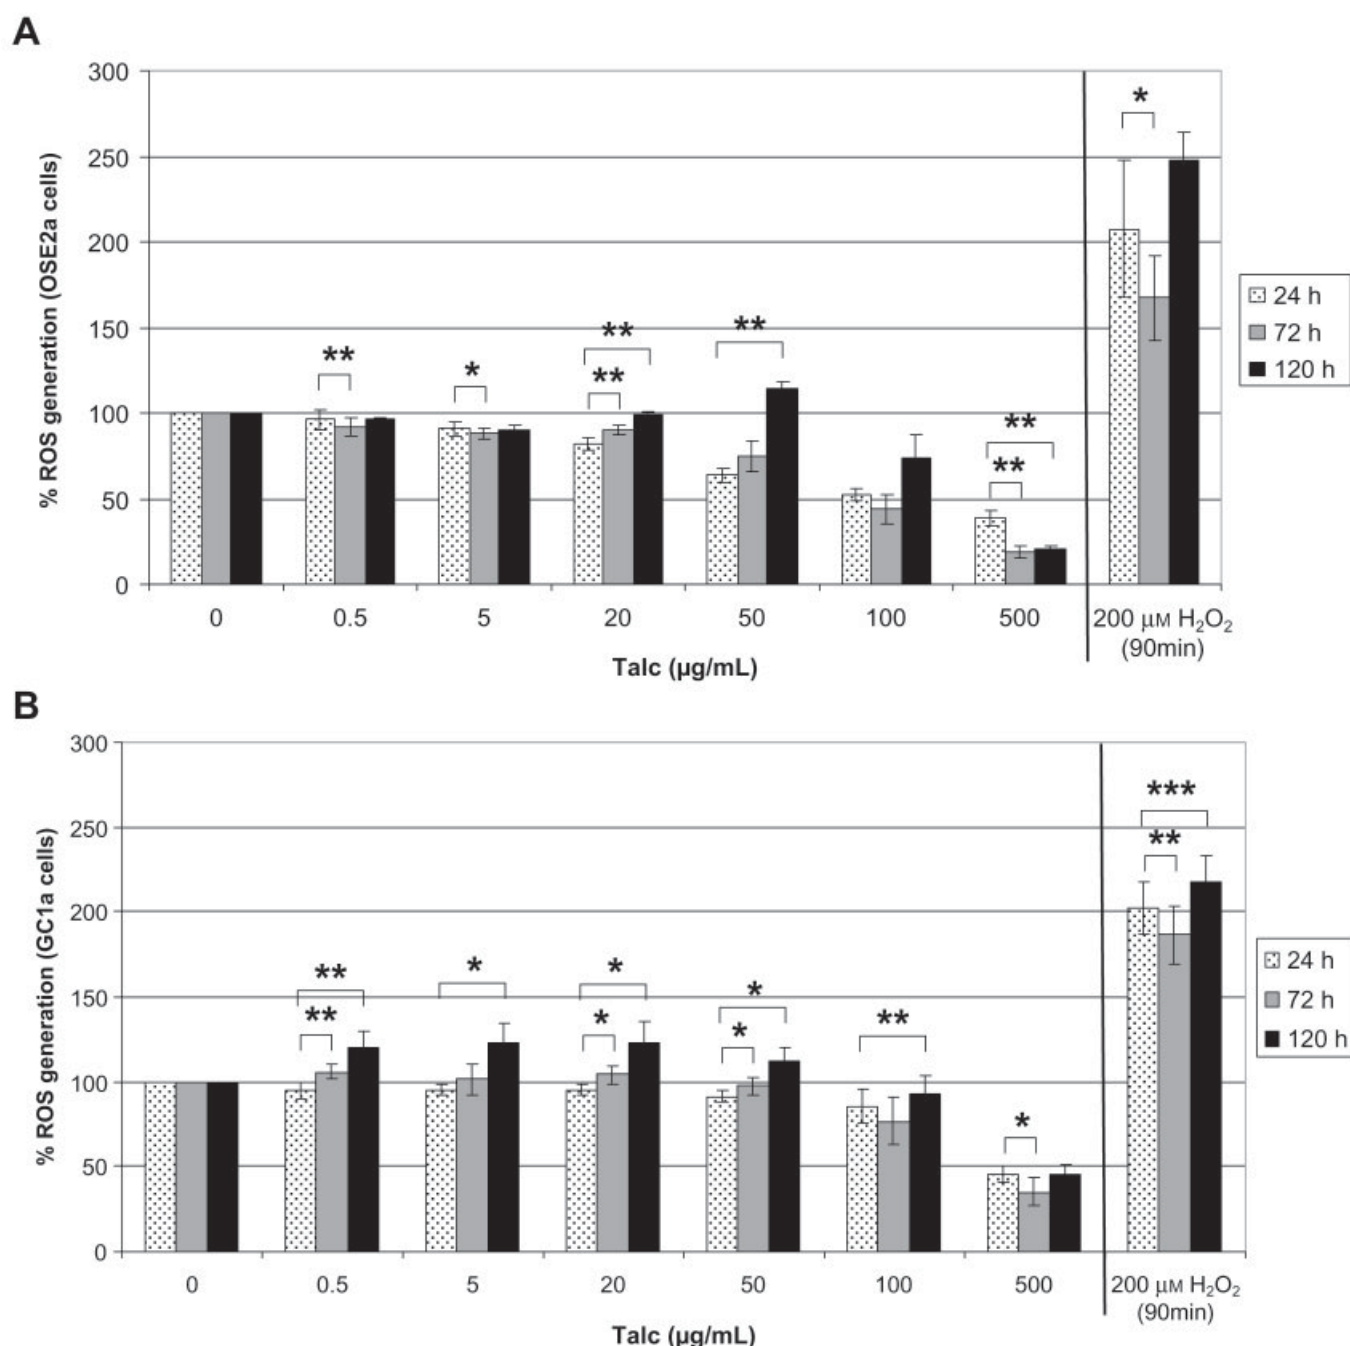 A
300
250
200
150
100
50
0
% ROS generation (OSE2a cells)
** * ** ** ** ** ** *
0 0.5 5 20 50 100 500 200 µM H₂O₂
(90min)
Talc (µg/mL)
24 h
72 h
120 h
B
300
250
200
150
100
50
0
% ROS generation (GC1a cells)
** ** * * * * * ** * *** **
0 0.5 5 20 50 100 500 200 µM H₂O₂
(90min)
Talc (µg/mL)
24 h
72 h
120 h